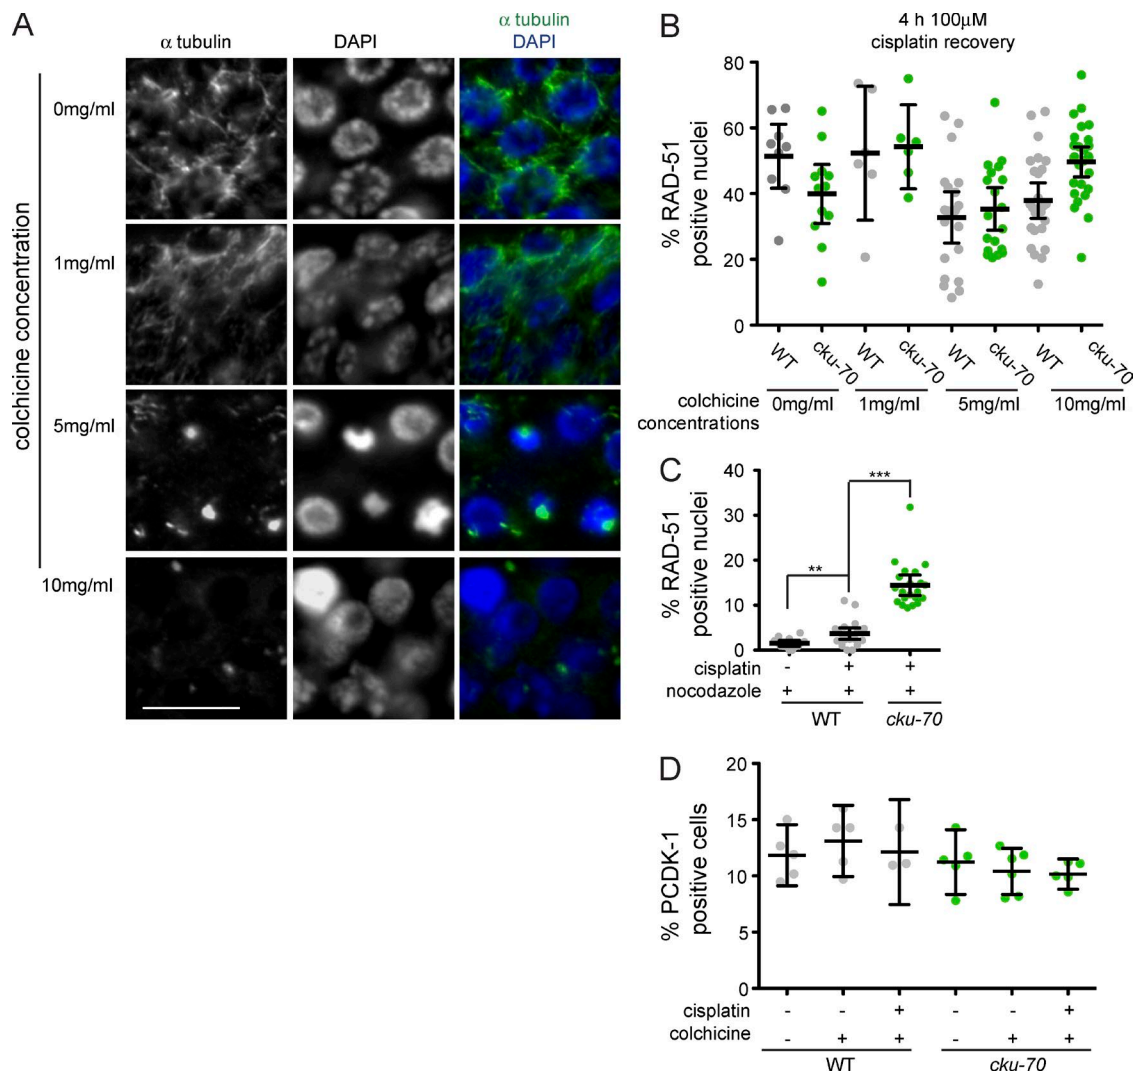 A
α tubulin
DAPI
α tubulin
DAPI
colchicine concentration
0mg/ml
1mg/ml
5mg/ml
10mg/ml
B
4 h 100μM
cisplatin recovery
% RAD-51
positive nuclei
80
60
40
20
0
WT
cku-70
WT
cku-70
WT
cku-70
WT
cku-70
colchicine
concentrations
0mg/ml
1mg/ml
5mg/ml
10mg/ml
C
% RAD-51
positive nuclei
40
30
20
10
0
**
***
cisplatin - + +
nocodazole + + +
WT
cku-70
D
% PCDK-1
positive cells
20
15
10
5
0
cisplatin - - + - - +
colchicine - + + - + +
WT
cku-70